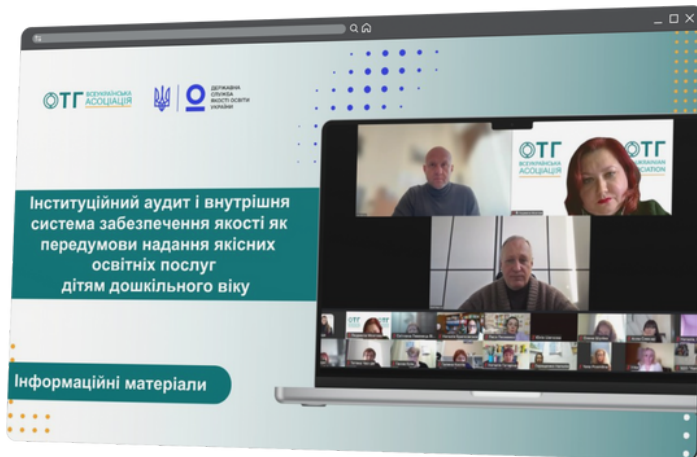 ОТГ
ВСЕУКРАЇНСЬКА
АСОЦІАЦІЯ
ДЕРЖАВНА
СЛУЖБА
ЯКОСТІ ОСВІТИ
УКРАЇНИ
Інституційний аудит і внутрішня
система забезпечення якості як
передумови надання якісних
освітніх послуг
дітям дошкільного віку
Інформаційні матеріали
ОТГ
ВСЕУКРАЇНСЬКА
АСОЦІАЦІЯ
ОТГ